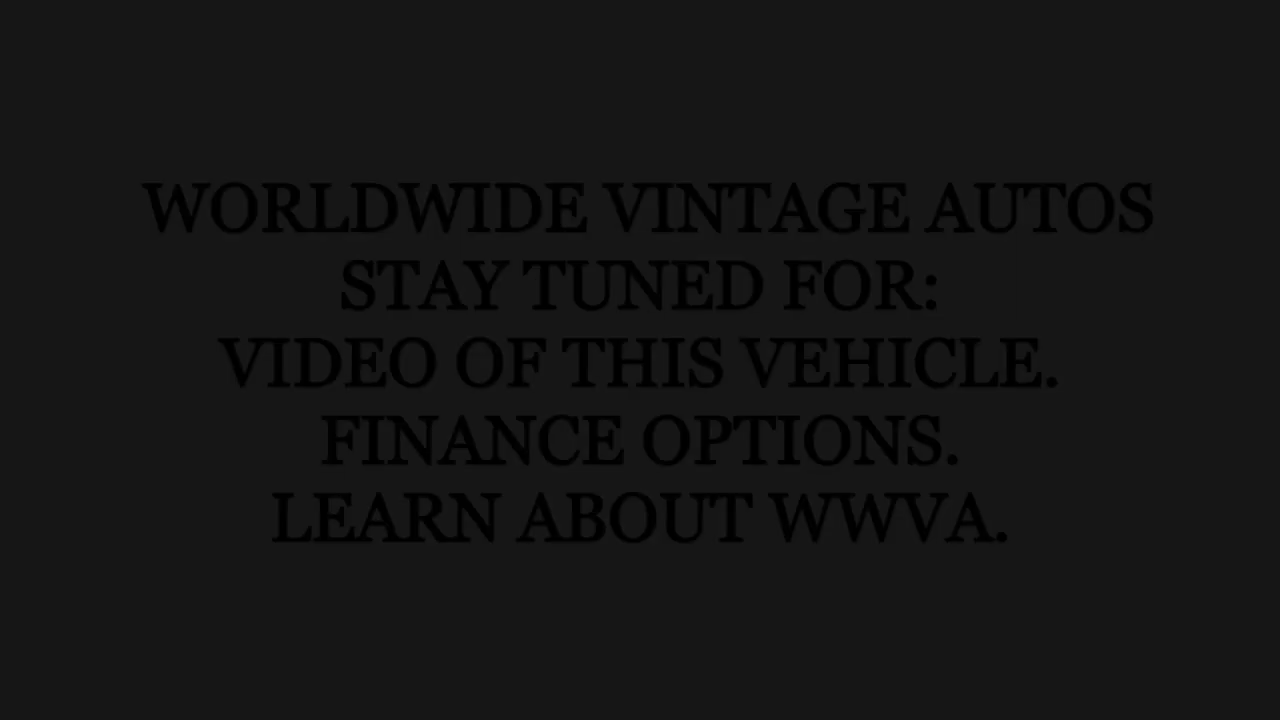 WORLDWIDE VINTAGE AUTOS
STAY TUNED FOR:
VIDEO OF THIS VEHICLE.
FINANCE OPTIONS.
LEARN ABOUT WWVA.